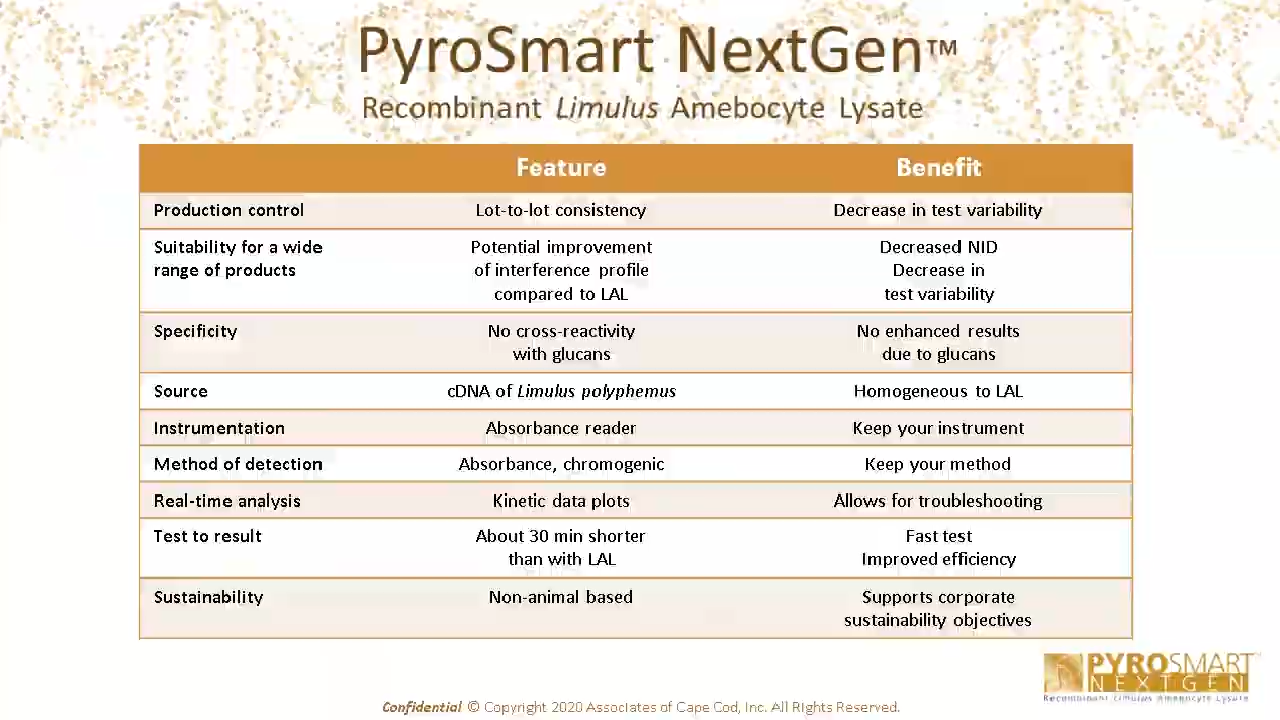 PyroSmart NextGen™
Recombinant Limulus Amebocyte Lysate
Feature Benefit
Production control Lot-to-lot consistency Decrease in test variability
Suitability for a wide Potential improvement Decreased NID
range of products of interference profile Decrease in
compared to LAL test variability
Specificity No cross-reactivity No enhanced results
with glucans due to glucans
Source cDNA of Limulus polyphemus Homogeneous to LAL
Instrumentation Absorbance reader Keep your instrument
Method of detection Absorbance, chromogenic Keep your method
Real-time analysis Kinetic data plots Allows for troubleshooting
Test to result About 30 min shorter Fast test
than with LAL Improved efficiency
Sustainability Non-animal based Supports corporate
sustainability objectives
PYROSMART™
NEXTGEN
Recombinant Limulus Amebocyte Lysate
Confidential © Copyright 2020 Associates of Cape Cod, Inc. All Rights Reserved.